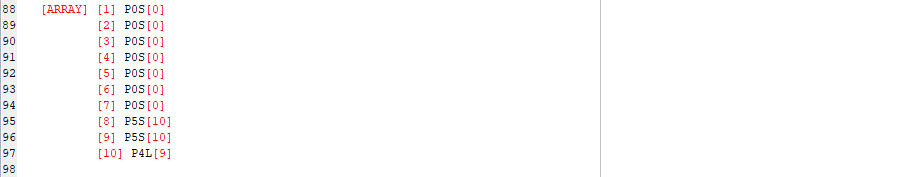 88 [ARRAY] [1] P0S[0]
89 [2] P0S[0]
90 [3] P0S[0]
91 [4] P0S[0]
92 [5] P0S[0]
93 [6] P0S[0]
94 [7] P0S[0]
95 [8] P5S[10]
96 [9] P5S[10]
97 [10] P4L[9]
98